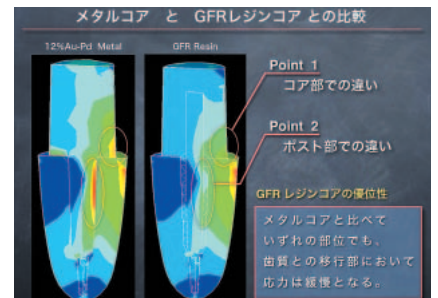 メタルコア と GFRレジンコア との比較
12%Au-Pd Metal
GFR Resin
Point 1
コア部での違い
Point 2
ポスト部での違い
GFRレジンコアの優位性
メタルコアと比べて
いずれの部位でも、
歯質との移行部において
応力は緩慢となる。